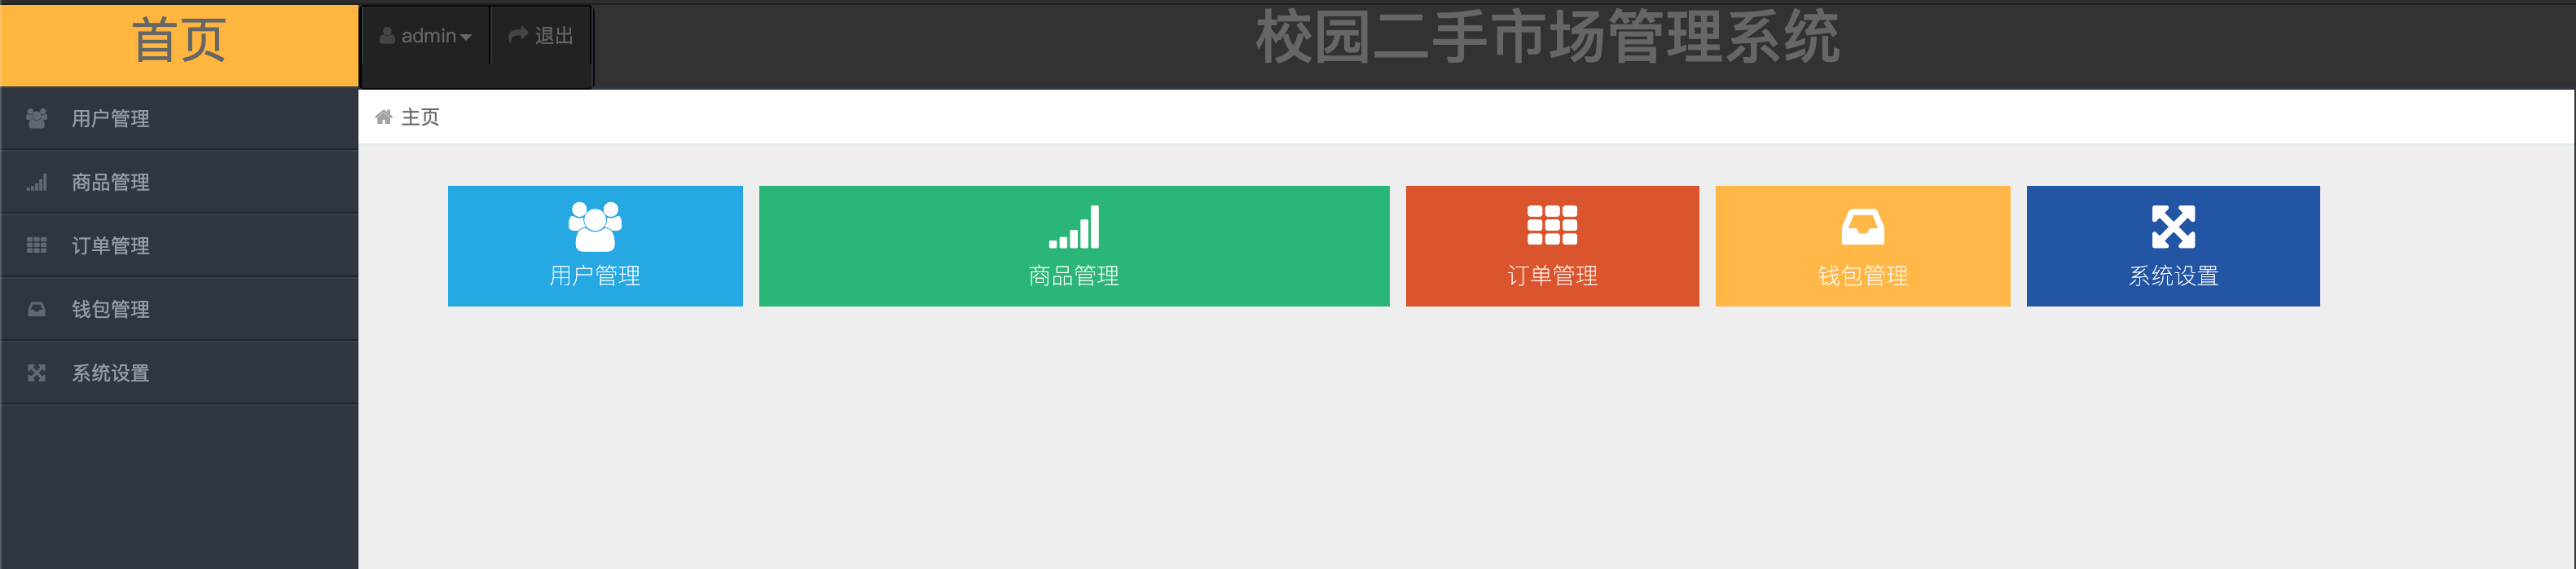 首页
admin
退出
校园二手市场管理系统
用户管理
商品管理
订单管理
钱包管理
系统设置
主页
用户管理
商品管理
订单管理
钱包管理
系统设置